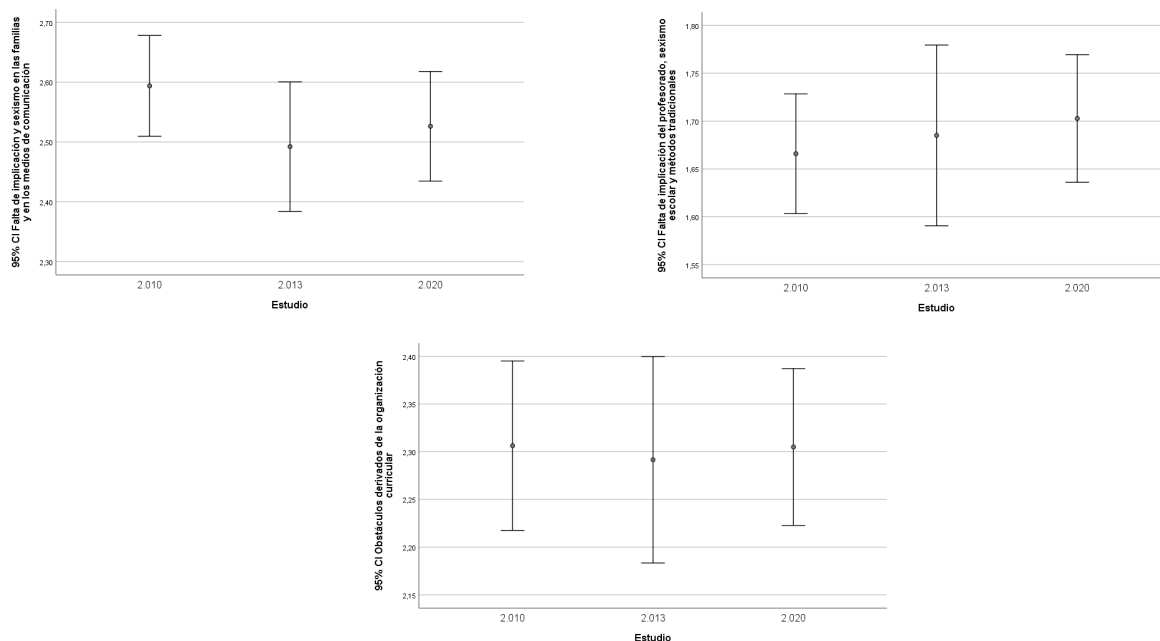 95% CI Falta de implicación y sexismo en las familias
y en los medios de comunicación
2,70
2,60
2,50
2,40
2,30
2.010 2.013 2.020
Estudio
95% CI Falta de implicación del profesorado, sexismo
escolar y métodos tradicionales
1,80
1,75
1,70
1,65
1,60
1,55
2.010 2.013 2.020
Estudio
95% CI Obstáculos derivados de la organización
curricular
2,40
2,35
2,30
2,25
2,20
2,15
2.010 2.013 2.020
Estudio